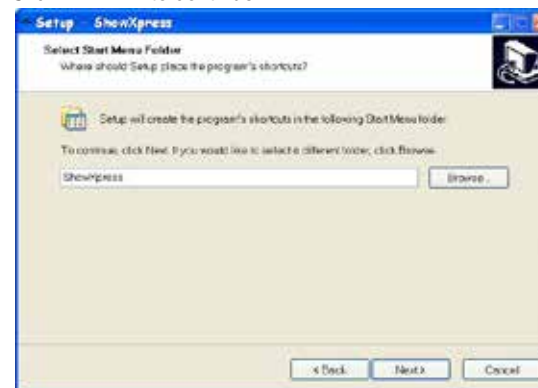 Setup - ShowXpress
Select Start Menu Folder
Where should Setup place the program's shortcuts?
Setup will create the program's shortcuts in the following Start Menu folder
To continue, click Next. If you would like to select a different folder, click Browse.
ShowXpress
Browse...
< Back
Next >
Cancel